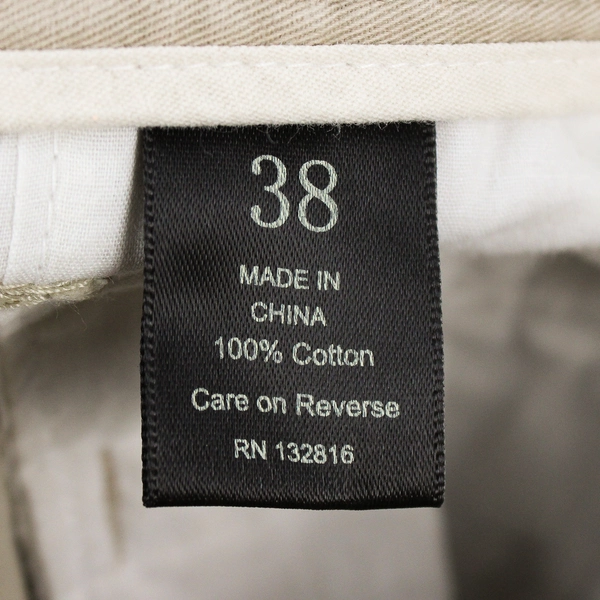 38
MADE IN
CHINA
100% Cotton
Care on Reverse
RN 132816